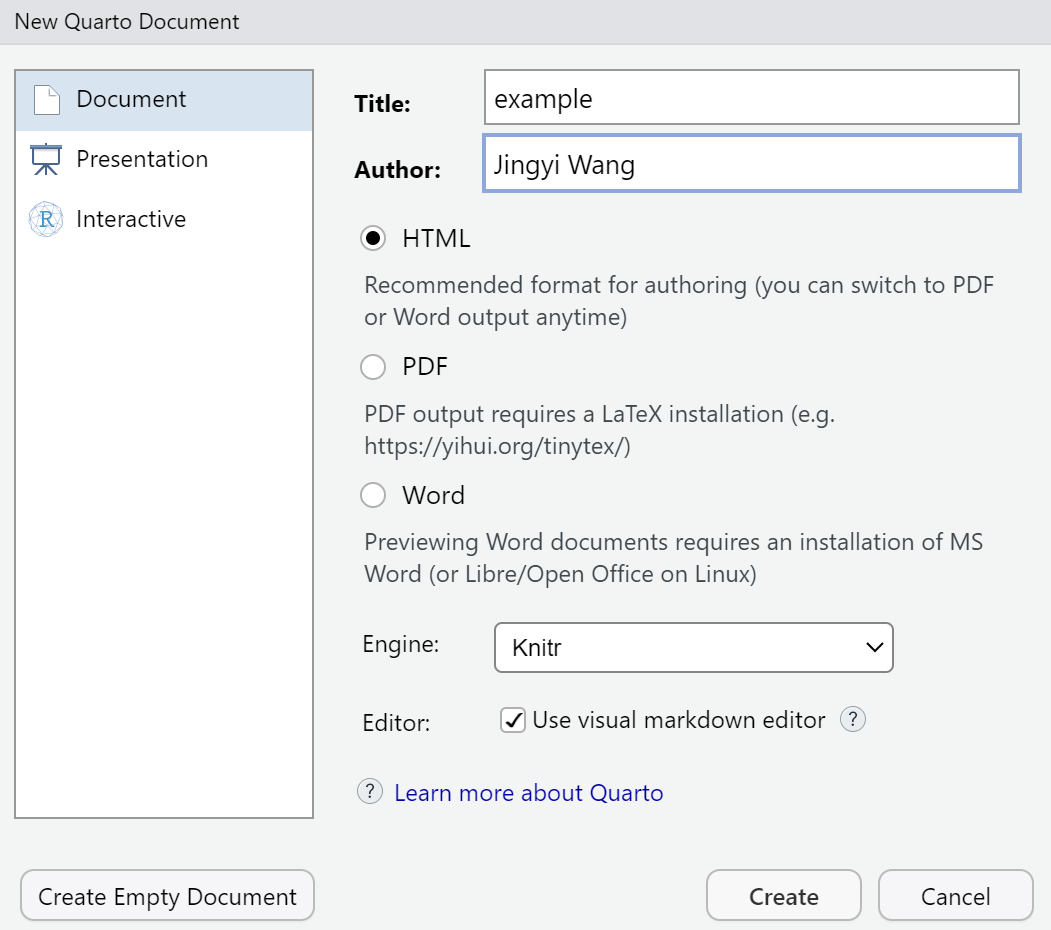 New Quarto Document
Document
Presentation
R Interactive
Title: example
Author: Jingyi Wang
HTML
Recommended format for authoring (you can switch to PDF
or Word output anytime)
PDF
PDF output requires a LaTeX installation (e.g.
https://yihui.org/tinytex/)
Word
Previewing Word documents requires an installation of MS
Word (or Libre/Open Office on Linux)
Engine: Knitr
Editor: Use visual markdown editor ?
? Learn more about Quarto
Create Empty Document Create Cancel